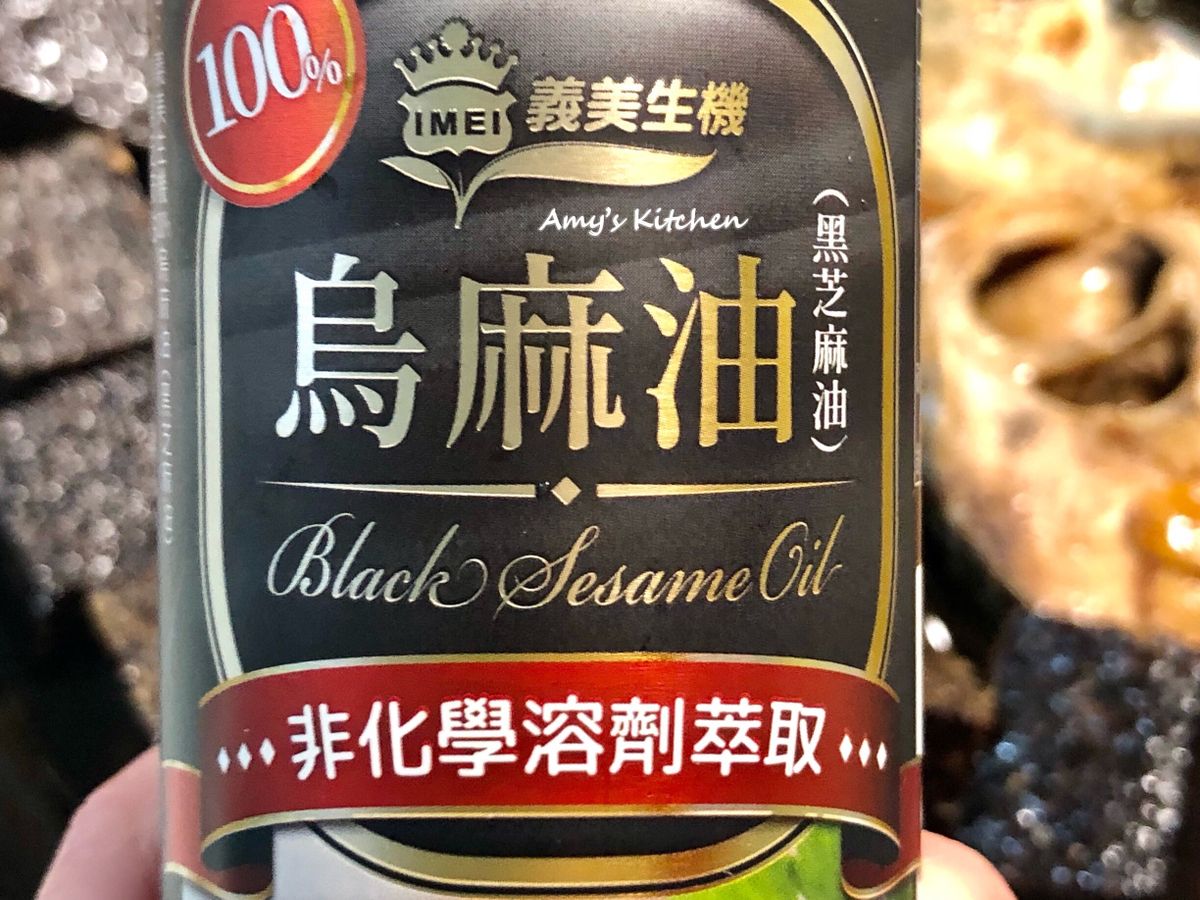 100%
IMEI 義美生機
Amy's Kitchen
烏麻油
（黑芝麻油）
Black Sesame Oil
非化學溶劑萃取